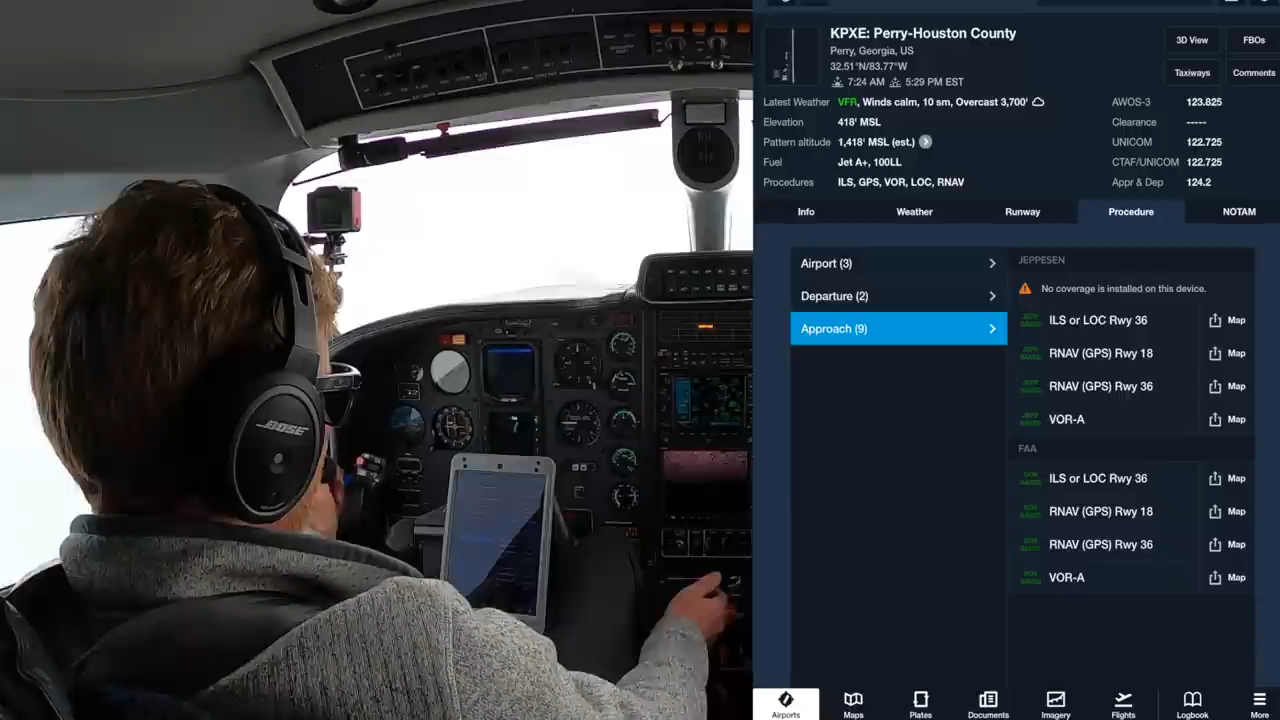 KPXE: Perry-Houston County
Perry, Georgia, US
32.51°N/83.77°W
7:24 AM 5:29 PM EST
3D View
FBOs
Taxiways
Comments
Latest Weather VFR, Winds calm, 10 sm, Overcast 3,700'
Elevation 418' MSL
Pattern altitude 1,418' MSL (est.)
Fuel Jet A+, 100LL
Procedures ILS, GPS, VOR, LOC, RNAV
AWOS-3 123.825
Clearance -----
UNICOM 122.725
CTAF/UNICOM 122.725
Appr & Dep 124.2
Info
Weather
Runway
Procedure
NOTAM
Airport (3)
Departure (2)
Approach (9)
JEPPESEN
No coverage is installed on this device.
ILS or LOC Rwy 36 Map
RNAV (GPS) Rwy 18 Map
RNAV (GPS) Rwy 36 Map
VOR-A Map
FAA
ILS or LOC Rwy 36 Map
RNAV (GPS) Rwy 18 Map
RNAV (GPS) Rwy 36 Map
VOR-A Map
Airports
Maps
Plates
Documents
Imagery
Flights
Logbook
More
BOSE